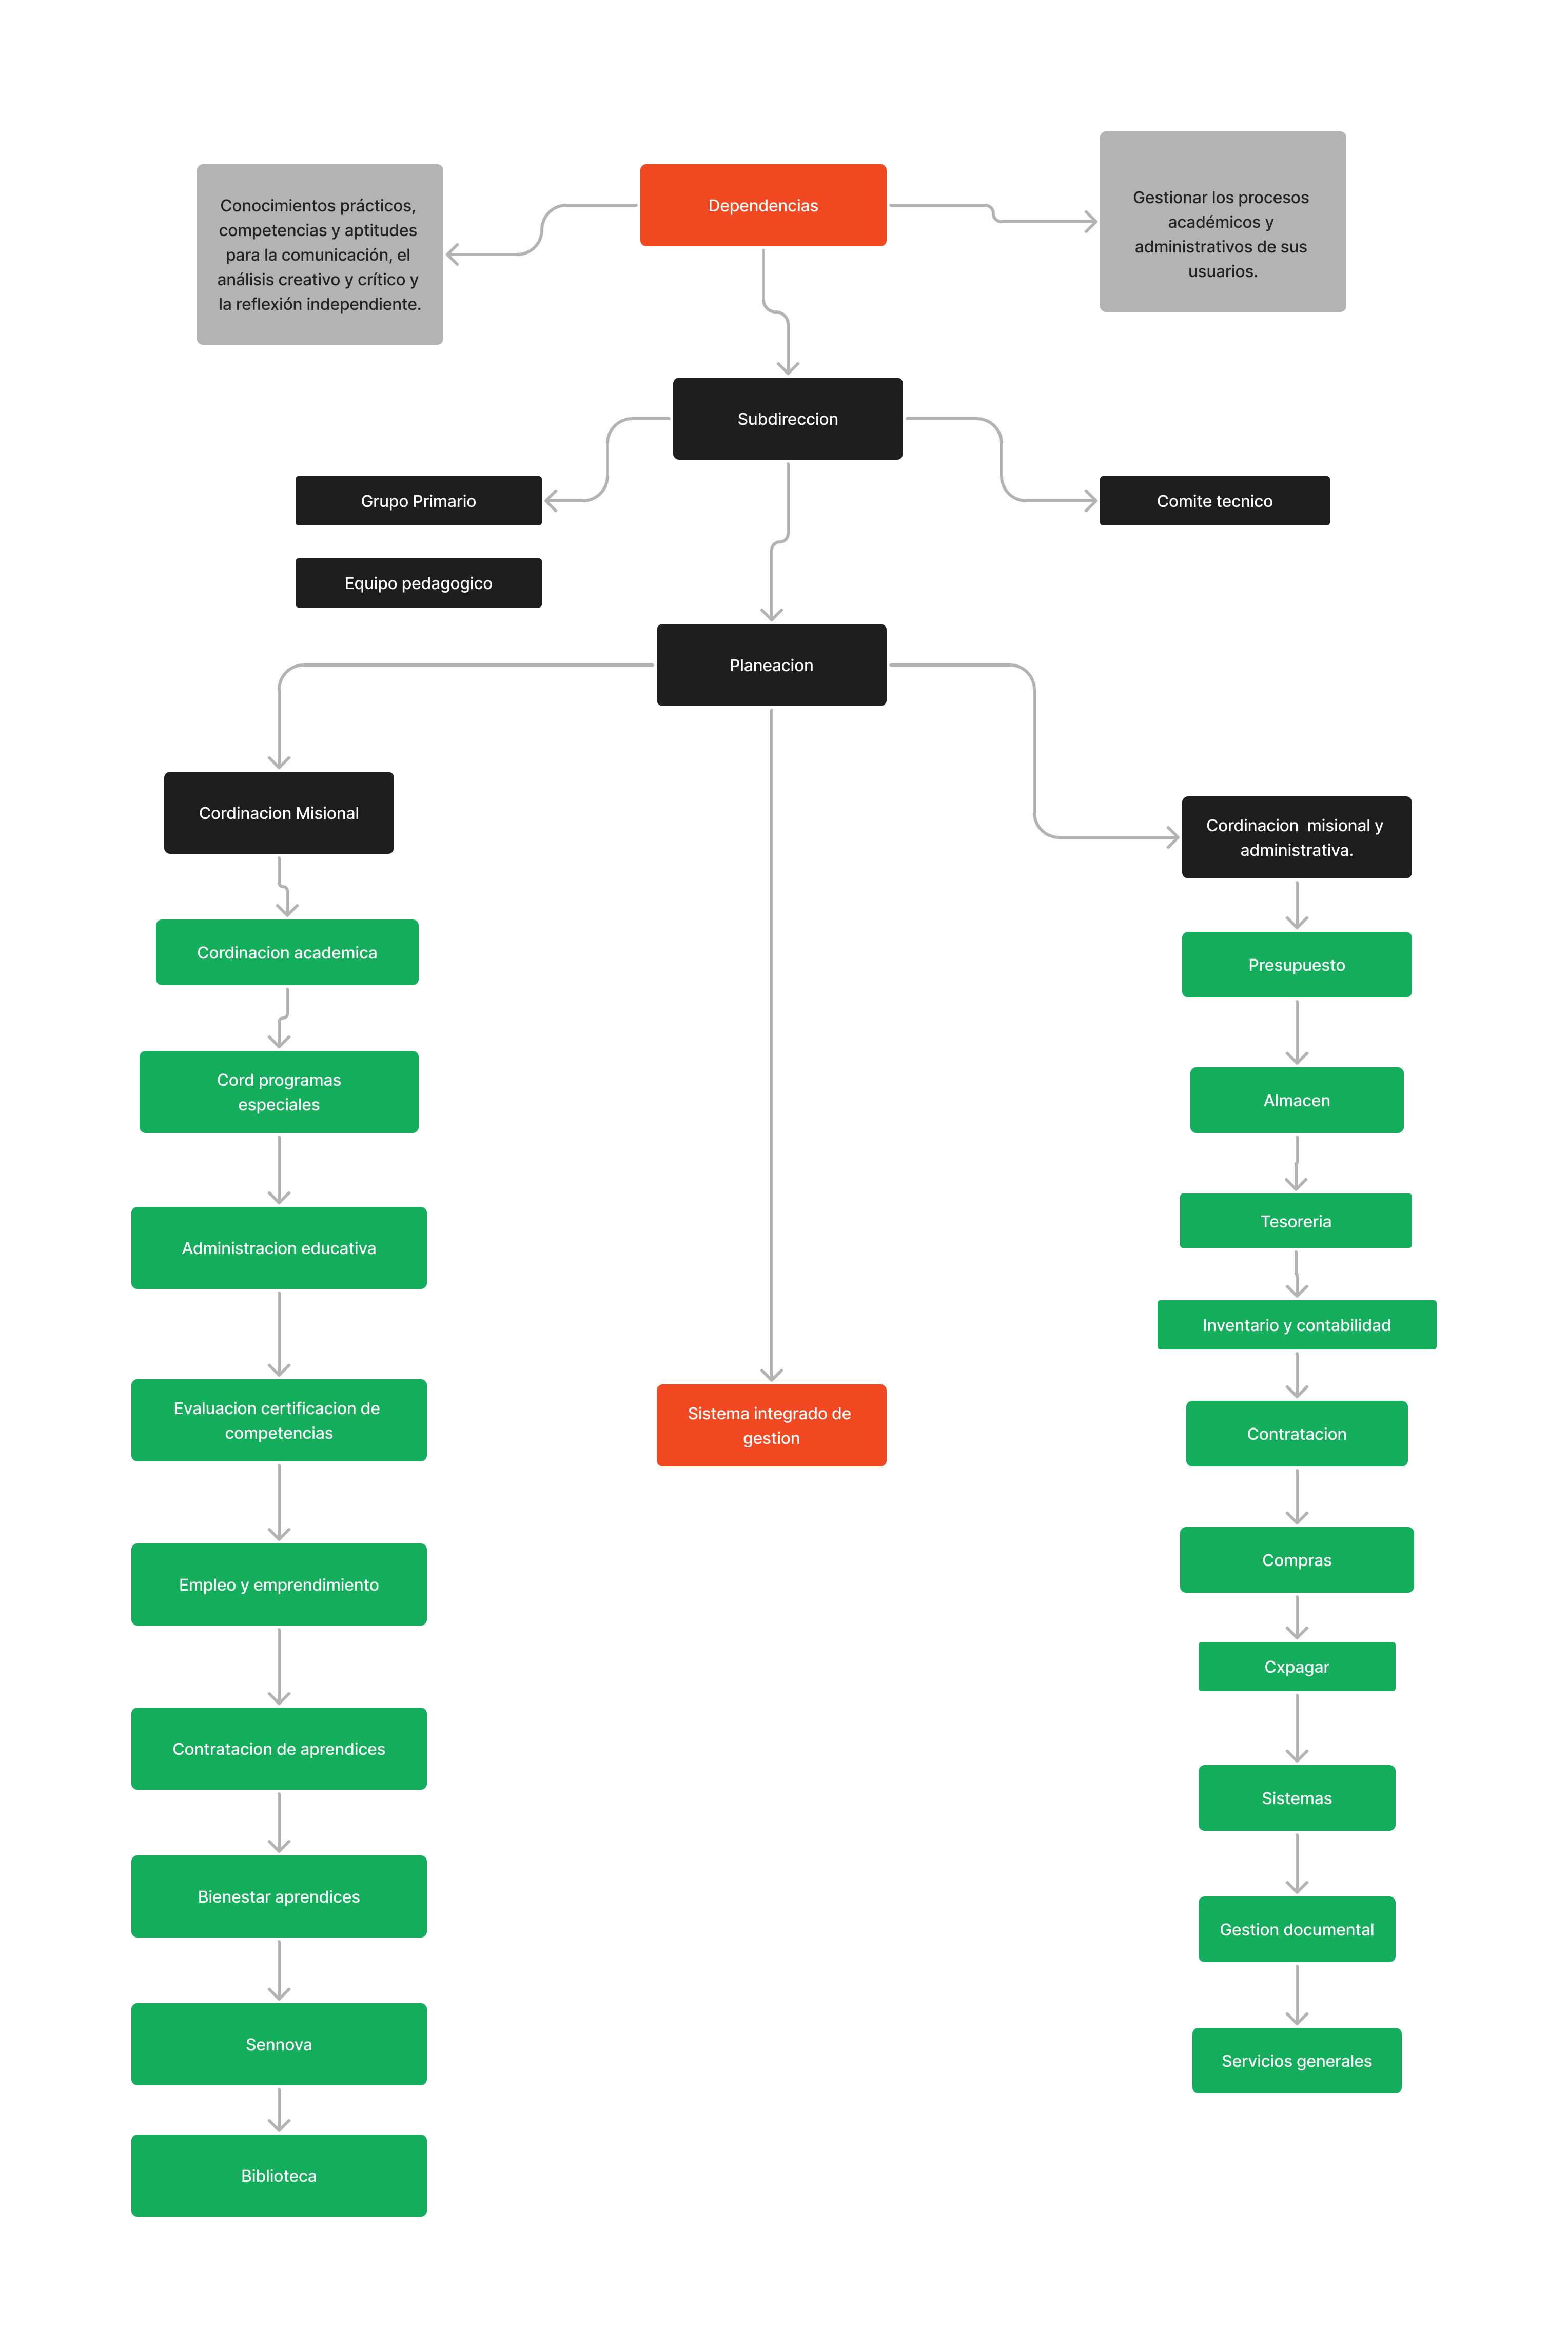 Conocimientos prácticos,
competencias y aptitudes
para la comunicación, el
análisis creativo y crítico y
la reflexión independiente.
Dependencias
Gestionar los procesos
académicos y
administrativos de sus
usuarios.
Subdireccion
Grupo Primario
Comite tecnico
Equipo pedagogico
Planeacion
Cordinacion Misional
Cordinacion academica
Cord programas
especiales
Administracion educativa
Evaluacion certificacion de
competencias
Empleo y emprendimiento
Contratacion de aprendices
Bienestar aprendices
Sennova
Biblioteca
Sistema integrado de
gestion
Cordinacion misional y
administrativa.
Presupuesto
Almacen
Tesoreria
Inventario y contabilidad
Contratacion
Compras
Cxpagar
Sistemas
Gestion documental
Servicios generales